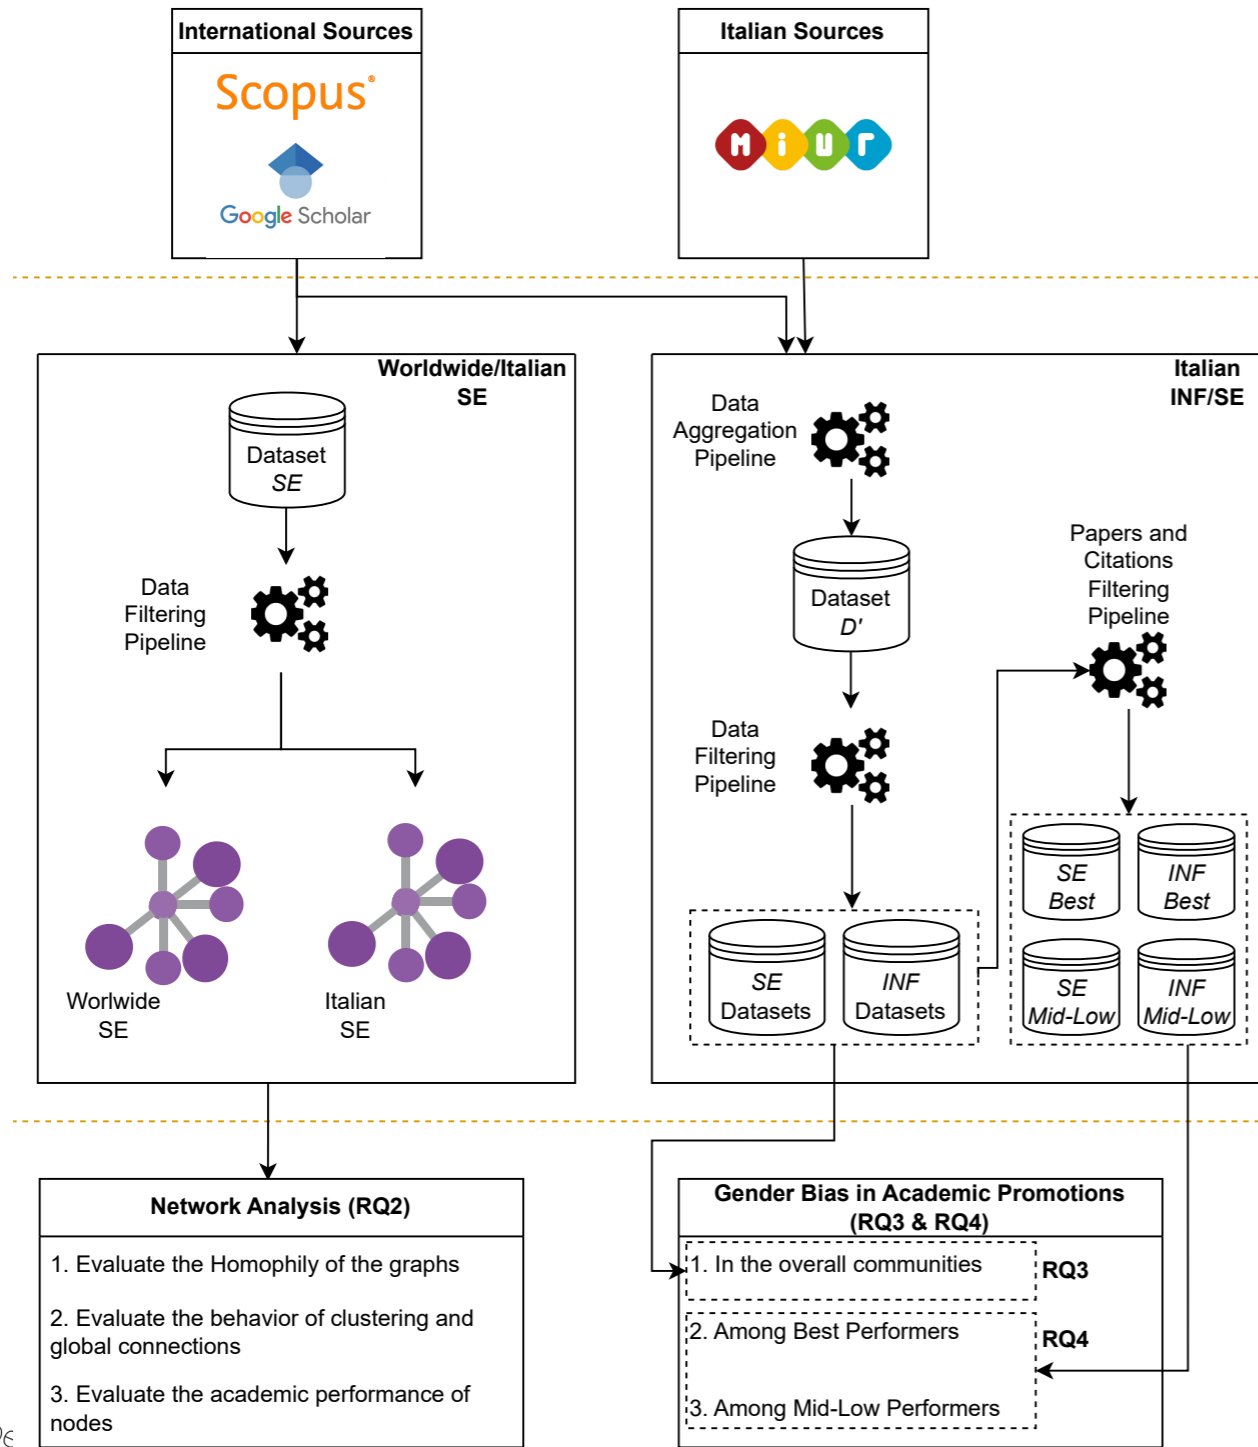 International Sources
Scopus®
Google Scholar
Italian Sources
MiUr
Worldwide/Italian
SE
Dataset
SE
Data
Filtering
Pipeline
Worlwide
SE
Italian
SE
Italian
INF/SE
Data
Aggregation
Pipeline
Dataset
D'
Data
Filtering
Pipeline
SE
Datasets
INF
Datasets
Papers and
Citations
Filtering
Pipeline
SE
Best
INF
Best
SE
Mid-Low
INF
Mid-Low
Network Analysis (RQ2)
1. Evaluate the Homophily of the graphs
2. Evaluate the behavior of clustering and
global connections
3. Evaluate the academic performance of
nodes
Gender Bias in Academic Promotions
(RQ3 & RQ4)
1. In the overall communities
RQ3
2. Among Best Performers
RQ4
3. Among Mid-Low Performers